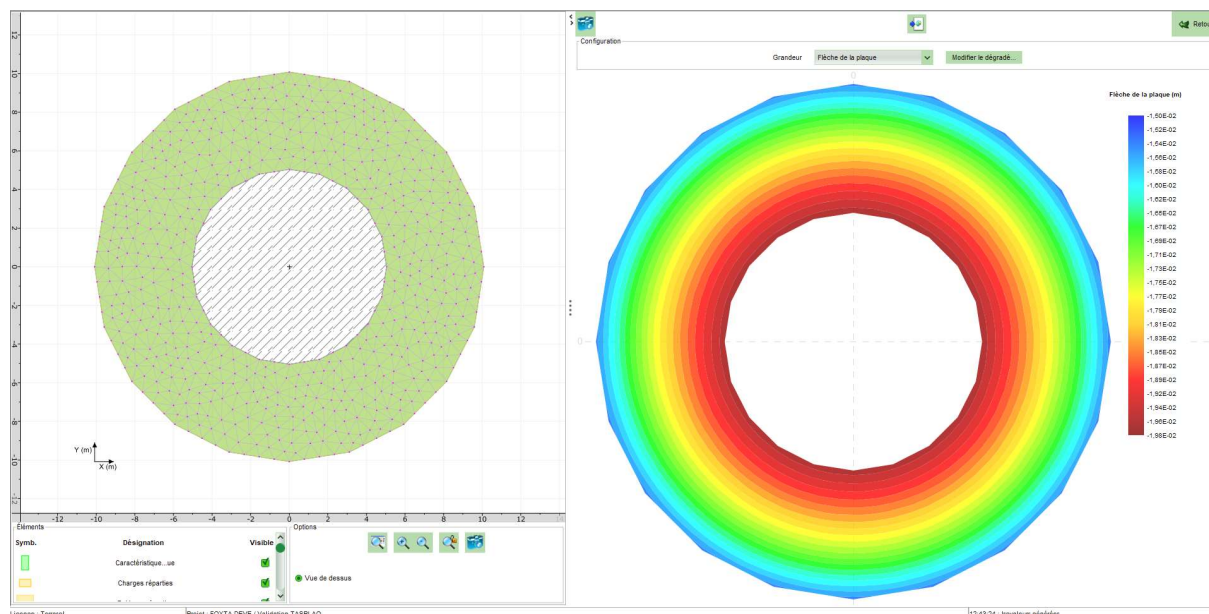 Retou
Configuration
Grandeur Flèche de la plaque Modifier le dégradé...
0
0
Flèche de la plaque (m)
-1,50E-02
-1,52E-02
-1,54E-02
-1,56E-02
-1,58E-02
-1,60E-02
-1,62E-02
-1,66E-02
-1,67E-02
-1,69E-02
-1,71E-02
-1,73E-02
-1,75E-02
-1,77E-02
-1,79E-02
-1,81E-02
-1,83E-02
-1,85E-02
-1,87E-02
-1,89E-02
-1,92E-02
-1,94E-02
-1,96E-02
-1,98E-02
12
10
8
6
4
2
0
-2
-4
-6
-8
-10
-12
Y (m)
X (m)
-12 -10 -8 -6 -4 -2 0 2 4 6 8 10 12
Éléments
Symb. Désignation Visible
Caractéristique...ue
Charges réparties
Options
Vue de dessus